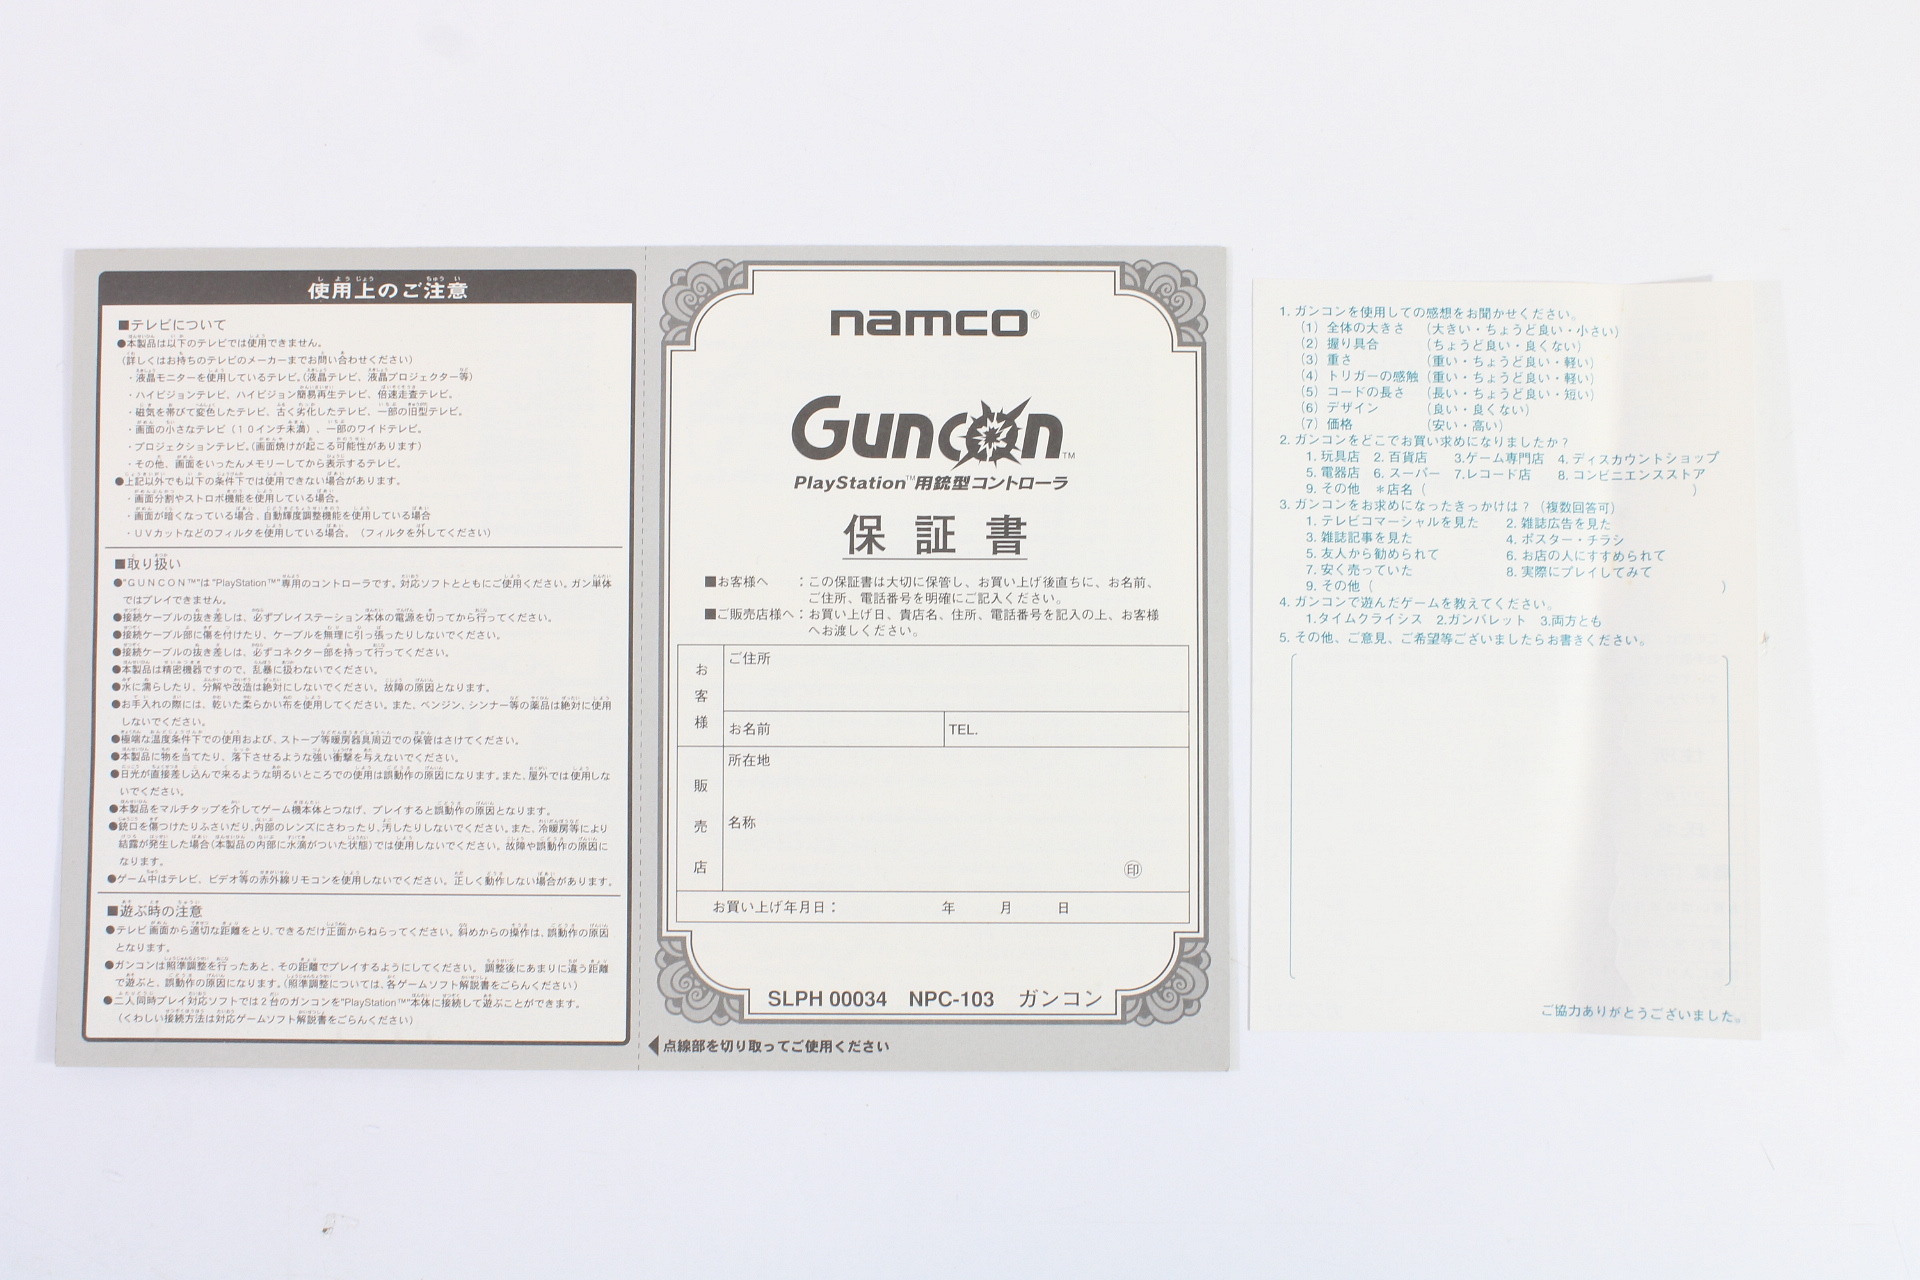 使用上のご注意
■テレビについて
●本製品は以下のテレビでは使用できません。
(詳しくはお持ちのテレビのメーカーまでお問い合わせください)
・液晶モニターを使用しているテレビ。(液晶テレビ、液晶プロジェクター等)
・ハイビジョンテレビ、ハイビジョン簡易再生テレビ、倍速走査テレビ。
・磁気を帯びて変色したテレビ、古く劣化したテレビ、一部の旧型テレビ。
・画面の小さなテレビ(10インチ未満)、一部のワイドテレビ。
・プロジェクションテレビ。(画面焼けが起こる可能性があります)
・その他、画面をいったんメモリーしてから表示するテレビ。
●上記以外でも以下の条件下では使用できない場合があります。
・画面分割やストロボ機能を使用している場合。
・画面が暗くなっている場合、自動輝度調整機能を使用している場合
・UVカットなどのフィルタを使用している場合。(フィルタを外してください)
■取り扱い
●"GUNCON™"は"PlayStation™"専用のコントローラです。対応ソフトとともにご使用ください。ガン単体
ではプレイできません。
●接続ケーブルの抜き差しは、必ずプレイステーション本体の電源を切ってから行ってください。
●接続ケーブル部に傷を付けたり、ケーブルを無理に引っ張ったりしないでください。
●接続ケーブルの抜き差しは、必ずコネクター部を持って行ってください。
●本製品は精密機器ですので、乱暴に扱わないでください。
●水に濡らしたり、分解や改造は絶対にしないでください。故障の原因となります。
●お手入れの際には、乾いた柔らかい布を使用してください。また、ベンジン、シンナー等の薬品は絶対に使用
しないでください。
●極端な温度条件下での使用および、ストーブ等暖房器具周辺での保管はさけてください。
●本製品に物を当てたり、落下させるような強い衝撃を与えないでください。
●日光が直接差し込んで来るような明るいところでの使用は誤動作の原因になります。また、屋外では使用しな
いでください。
●本製品をマルチタップを介してゲーム機本体とつなげ、プレイすると誤動作の原因となります。
●銃口を傷つけたりふさいだり、内部のレンズにさわったり、汚したりしないでください。また、冷暖房等により
結露が発生した場合(本製品の内部に水滴がついた状態)では使用しないでください。故障や誤動作の原因に
なります。
●ゲーム中はテレビ、ビデオ等の赤外線リモコンを使用しないでください。正しく動作しない場合があります。
■遊ぶ時の注意
●テレビ画面から適切な距離をとり、できるだけ正面からねらってください。斜めからの操作は、誤動作の原因
となります。
●ガンコンは照準調整を行ったあと、その距離でプレイするようにしてください。調整後にあまりに違う距離
で遊ぶと、誤動作の原因になります。(照準調整については、各ゲームソフト解説書をごらんください)
●二人同時プレイ対応ソフトでは2台のガンコンを"PlayStation™"本体に接続して遊ぶことができます。
(くわしい接続方法は対応ゲームソフト解説書をごらんください)
namco®
GUNCON™
PlayStation™用銃型コントローラ
保証書
■お客様へ :この保証書は大切に保管し、お買い上げ後直ちに、お名前、
ご住所、電話番号を明確にご記入ください。
■ご販売店様へ:お買い上げ日、貴店名、住所、電話番号を記入の上、お客様
へお渡しください。
お客様
ご住所
お名前 TEL.
販売店
所在地
名称
印
お買い上げ年月日: 年 月 日
SLPH 00034 NPC-103 ガンコン
◀点線部を切り取ってご使用ください
1. ガンコンを使用しての感想をお聞かせください。
(1) 全体の大きさ (大きい・ちょうど良い・小さい)
(2) 握り具合 (ちょうど良い・良くない)
(3) 重さ (重い・ちょうど良い・軽い)
(4) トリガーの感触 (重い・ちょうど良い・軽い)
(5) コードの長さ (長い・ちょうど良い・短い)
(6) デザイン (良い・良くない)
(7) 価格 (安い・高い)
2. ガンコンをどこでお買い求めになりましたか?
1. 玩具店 2. 百貨店 3.ゲーム専門店 4. ディスカウントショップ
5. 電器店 6. スーパー 7.レコード店 8. コンビニエンスストア
9. その他 *店名 ( )
3. ガンコンをお求めになったきっかけは?(複数回答可)
1. テレビコマーシャルを見た 2. 雑誌広告を見た
3. 雑誌記事を見た 4. ポスター・チラシ
5. 友人から勧められて 6. お店の人にすすめられて
7. 安く売っていた 8. 実際にプレイしてみて
9. その他 ( )
4. ガンコンで遊んだゲームを教えてください。
1.タイムクライシス 2.ガンバレット 3.両方とも
5. その他、ご意見、ご希望等ございましたらお書きください。
ご協力ありがとうございました。